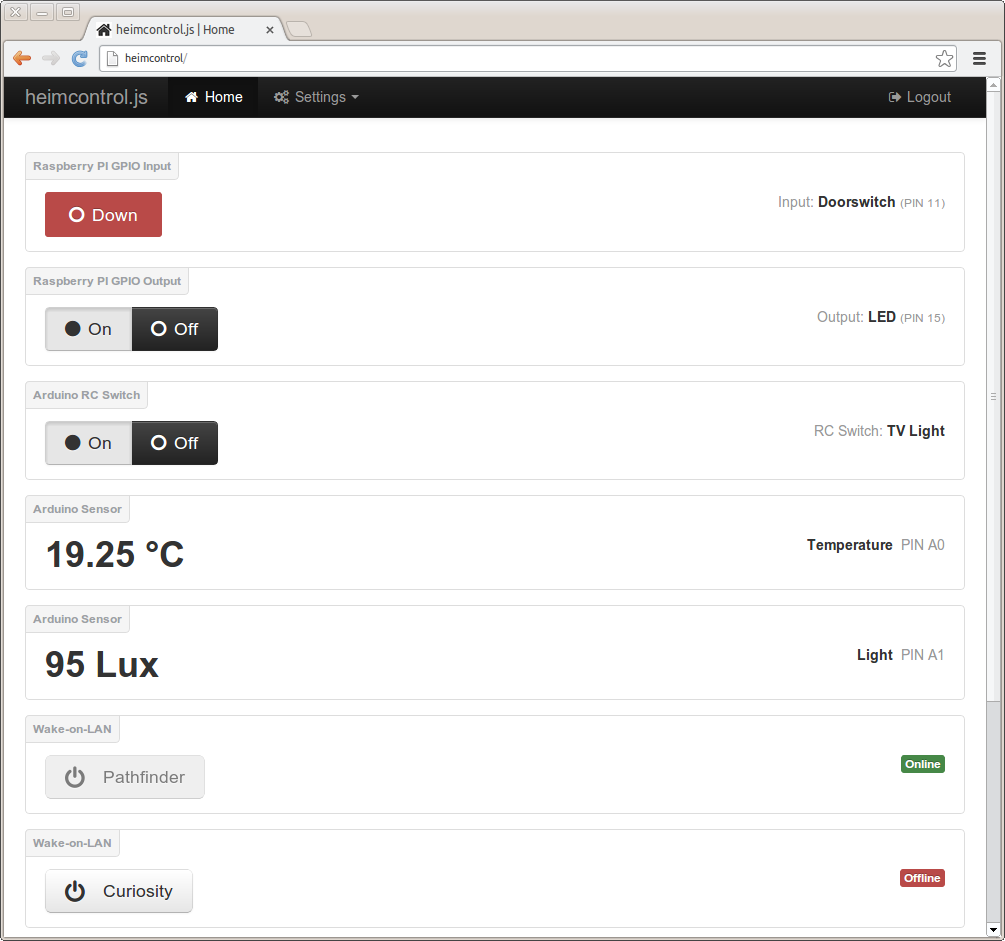 heimcontrol.js | Home
heimcontrol/
heimcontrol.js Home Settings Logout
Raspberry PI GPIO Input
Down
Input: Doorswitch (PIN 11)
Raspberry PI GPIO Output
On Off
Output: LED (PIN 15)
Arduino RC Switch
On Off
RC Switch: TV Light
Arduino Sensor
19.25 °C
Temperature PIN A0
Arduino Sensor
95 Lux
Light PIN A1
Wake-on-LAN
Pathfinder
Online
Wake-on-LAN
Curiosity
Offline